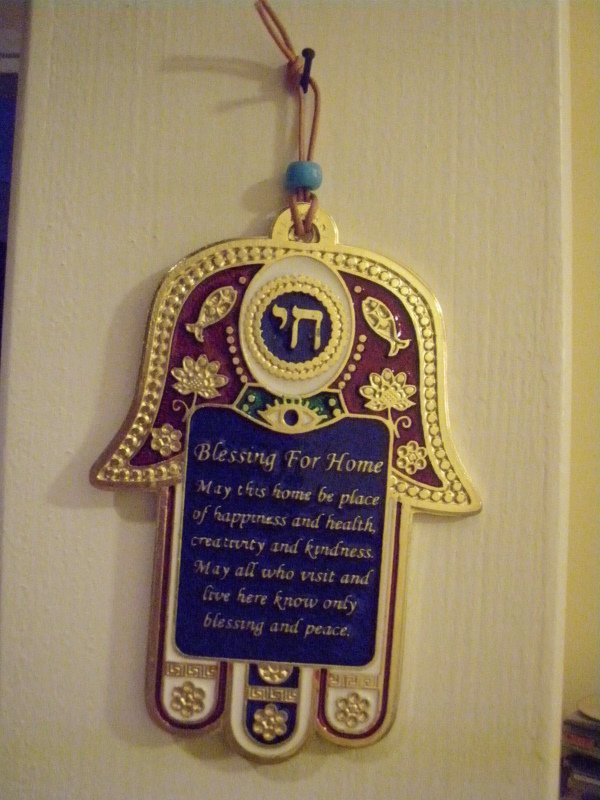 חי
Blessing For Home
May this home be place
of happiness and health,
creativity and kindness.
May all who visit and
live here know only
blessing and peace.